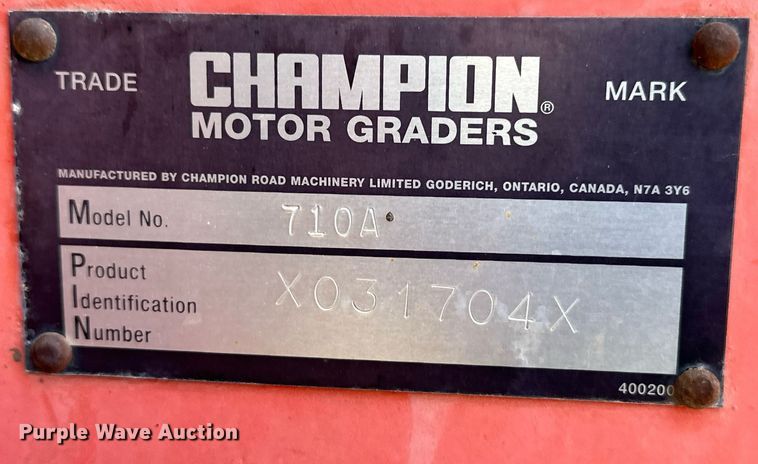 TRADE CHAMPION® MARK
MOTOR GRADERS
MANUFACTURED BY CHAMPION ROAD MACHINERY LIMITED GODERICH, ONTARIO, CANADA, N7A 3Y6
Model No. 710A
Product
Identification X031704X
Number
400200
Purple Wave Auction